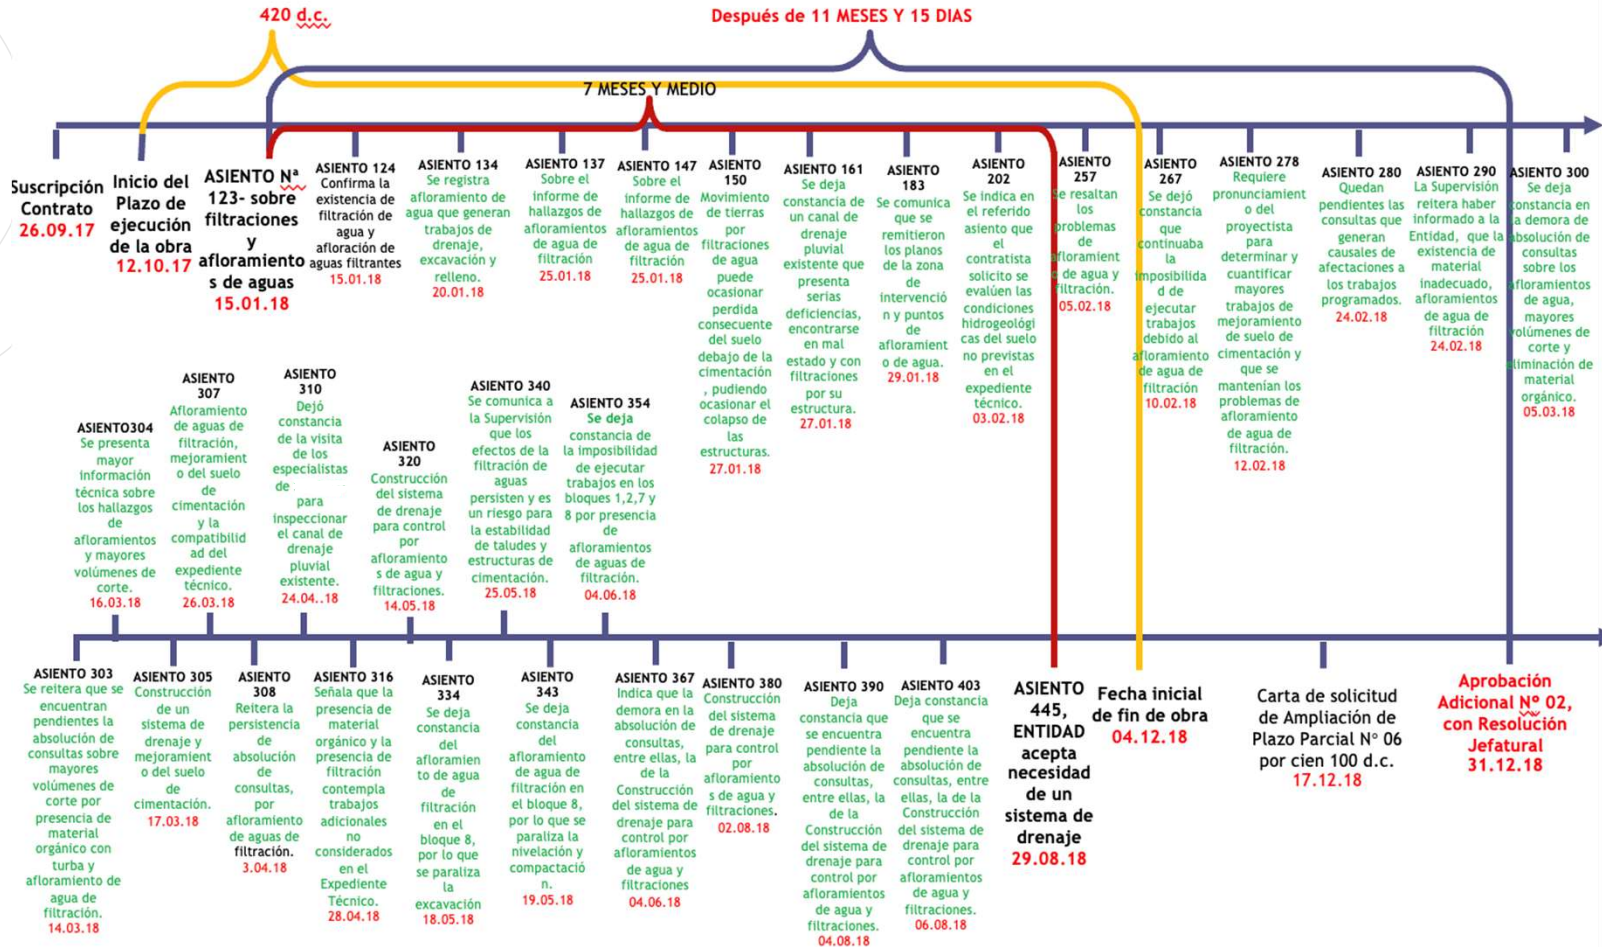 420 d.c.
Después de 11 MESES Y 15 DIAS
7 MESES Y MEDIO
Suscripción
Contrato
26.09.17
Inicio del
Plazo de
ejecución
de la obra
12.10.17
ASIENTO Nª
123- sobre
filtraciones
y
afloramiento
s de aguas
15.01.18
ASIENTO 124
Confirma la
existencia de
filtración de
agua y
afloración de
aguas filtrantes
15.01.18
ASIENTO 134
Se registra
afloramiento de
agua que generan
trabajos de
drenaje,
excavación y
relleno.
20.01.18
ASIENTO 137
Sobre el
informe de
hallazgos de
afloramientos
de agua de
filtración
25.01.18
ASIENTO 147
Sobre el
informe de
hallazgos de
afloramientos
de agua de
filtración
25.01.18
ASIENTO
150
Movimiento
de tierras
por
filtraciones
de agua
puede
ocasionar
perdida
consecuente
del suelo
debajo de la
cimentación
, pudiendo
ocasionar el
colapso de
las
estructuras.
27.01.18
ASIENTO 161
Se deja
constancia de
un canal de
drenaje
pluvial
existente que
presenta
serias
deficiencias,
encontrarse
en mal
estado y con
filtraciones
por su
estructura.
27.01.18
ASIENTO
183
Se comunica
que se
remitieron
los planos
de la zona
de
intervenció
n y puntos
de
afloramient
o de agua.
29.01.18
ASIENTO
202
Se indica en
el referido
asiento que
el
contratista
solicito se
evalúen las
condiciones
hidrogeológi
cas del suelo
no previstas
en el
expediente
técnico.
03.02.18
ASIENTO
257
Se resaltan
los
problemas
de
afloramient
o de agua y
filtración.
05.02.18
ASIENTO
267
Se dejó
constancia
que
continuaba
la
imposibilida
d de
ejecutar
trabajos
debido al
afloramiento
de agua de
filtración
10.02.18
ASIENTO 278
Requiere
pronunciamient
o del
proyectista
para
determinar y
cuantificar
mayores
trabajos de
mejoramiento
de suelo de
cimentación y
que se
mantenían los
problemas de
afloramiento
de agua de
filtración.
12.02.18
ASIENTO 280
Quedan
pendientes las
consultas que
generan
causales de
afectaciones a
los trabajos
programados.
24.02.18
ASIENTO 290
La Supervisión
reitera haber
informado a la
Entidad, que la
existencia de
material
inadecuado,
afloramientos
de agua de
filtración
24.02.18
ASIENTO 300
Se deja
constancia en
la demora de
absolución de
consultas
sobre los
afloramientos
de agua,
mayores
volúmenes de
corte y
eliminación de
material
orgánico.
05.03.18
ASIENTO304
Se presenta
mayor
información
técnica sobre
los hallazgos
de
afloramientos
y mayores
volúmenes de
corte.
16.03.18
ASIENTO
307
Afloramiento
de aguas de
filtración,
mejoramient
o del suelo
de
cimentación
y la
compatibilid
ad del
expediente
técnico.
26.03.18
ASIENTO
310
Dejó
constancia
de la visita
de los
especialistas
de
para
inspeccionar
el canal de
drenaje
pluvial
existente.
24.04..18
ASIENTO
320
Construcción
del sistema
de drenaje
para control
por
afloramiento
s de agua y
filtraciones.
14.05.18
ASIENTO 340
Se comunica a
la Supervisión
que los
efectos de la
filtración de
aguas
persisten y es
un riesgo para
la estabilidad
de taludes y
estructuras de
cimentación.
25.05.18
ASIENTO 354
Se deja
constancia de
la imposibilidad
de ejecutar
trabajos en los
bloques 1,2,7 y
8 por presencia
de
afloramientos
de aguas de
filtración.
04.06.18
ASIENTO 303
Se reitera que se
encuentran
pendientes la
absolución de
consultas sobre
mayores
volúmenes de
corte por
presencia de
material
orgánico con
turba y
afloramiento de
agua de
filtración.
14.03.18
ASIENTO 305
Construcción
de un
sistema de
drenaje y
mejoramient
o del suelo
de
cimentación.
17.03.18
ASIENTO
308
Reitera la
persistencia
de
absolución
de
consultas,
por
afloramiento
de aguas de
filtración.
3.04.18
ASIENTO 316
Señala que la
presencia de
material
orgánico y la
presencia de
filtración
contempla
trabajos
adicionales
no
considerados
en el
Expediente
Técnico.
28.04.18
ASIENTO
334
Se deja
constancia
del
afloramien
to de agua
de
filtración
en el
bloque 8,
por lo que
se paraliza
la
excavación
18.05.18
ASIENTO
343
Se deja
constancia
del
afloramiento
de agua de
filtración en
el bloque 8,
por lo que se
paraliza la
nivelación y
compactació
n.
19.05.18
ASIENTO 367
Indica que la
demora en la
absolución de
consultas,
entre ellas, la
de la
Construcción
del sistema de
drenaje para
control por
afloramientos
de agua y
filtraciones
04.06.18
ASIENTO 380
Construcción
del sistema
de drenaje
para control
por
afloramiento
s de agua y
filtraciones.
02.08.18
ASIENTO 390
Deja
constancia que
se encuentra
pendiente la
absolución de
consultas,
entre ellas, la
de la
Construcción
del sistema de
drenaje para
control por
afloramientos
de agua y
filtraciones.
04.08.18
ASIENTO 403
Deja constancia
que se
encuentra
pendiente la
absolución de
consultas, entre
ellas, la de la
Construcción
del sistema de
drenaje para
control por
afloramientos
de agua y
filtraciones.
06.08.18
ASIENTO
445,
ENTIDAD
acepta
necesidad
de un
sistema de
drenaje
29.08.18
Fecha inicial
de fin de obra
04.12.18
Carta de solicitud
de Ampliación de
Plazo Parcial N° 06
por cien 100 d.c.
17.12.18
Aprobación
Adicional Nº 02,
con Resolución
Jefatural
31.12.18